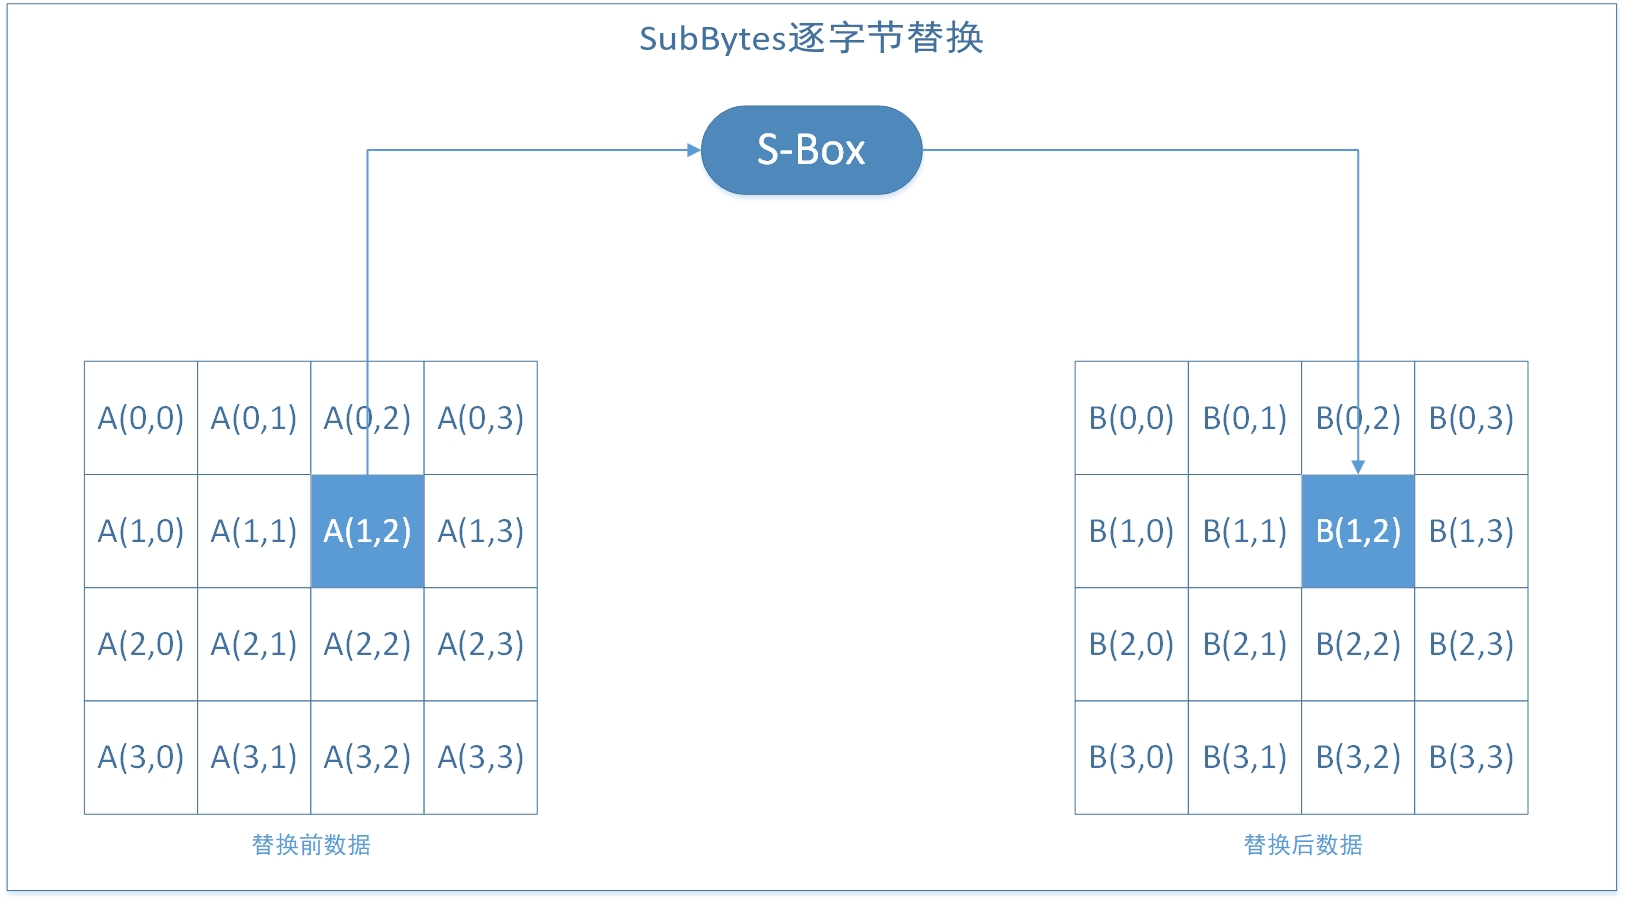 SubBytes逐字节替换
S-Box
A(0,0) A(0,1) A(0,2) A(0,3)
A(1,0) A(1,1) A(1,2) A(1,3)
A(2,0) A(2,1) A(2,2) A(2,3)
A(3,0) A(3,1) A(3,2) A(3,3)
替换前数据
B(0,0) B(0,1) B(0,2) B(0,3)
B(1,0) B(1,1) B(1,2) B(1,3)
B(2,0) B(2,1) B(2,2) B(2,3)
B(3,0) B(3,1) B(3,2) B(3,3)
替换后数据